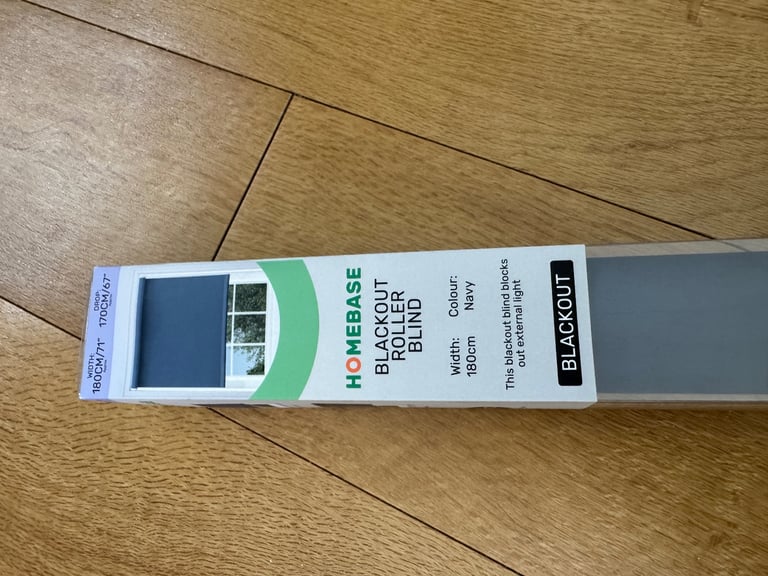 WIDTH: DROP:
180CM/71" 170CM/67"
HOMEBASE
BLACKOUT
ROLLER
BLIND
Width: Colour:
180cm Navy
This blackout blind blocks
out external light
BLACKOUT